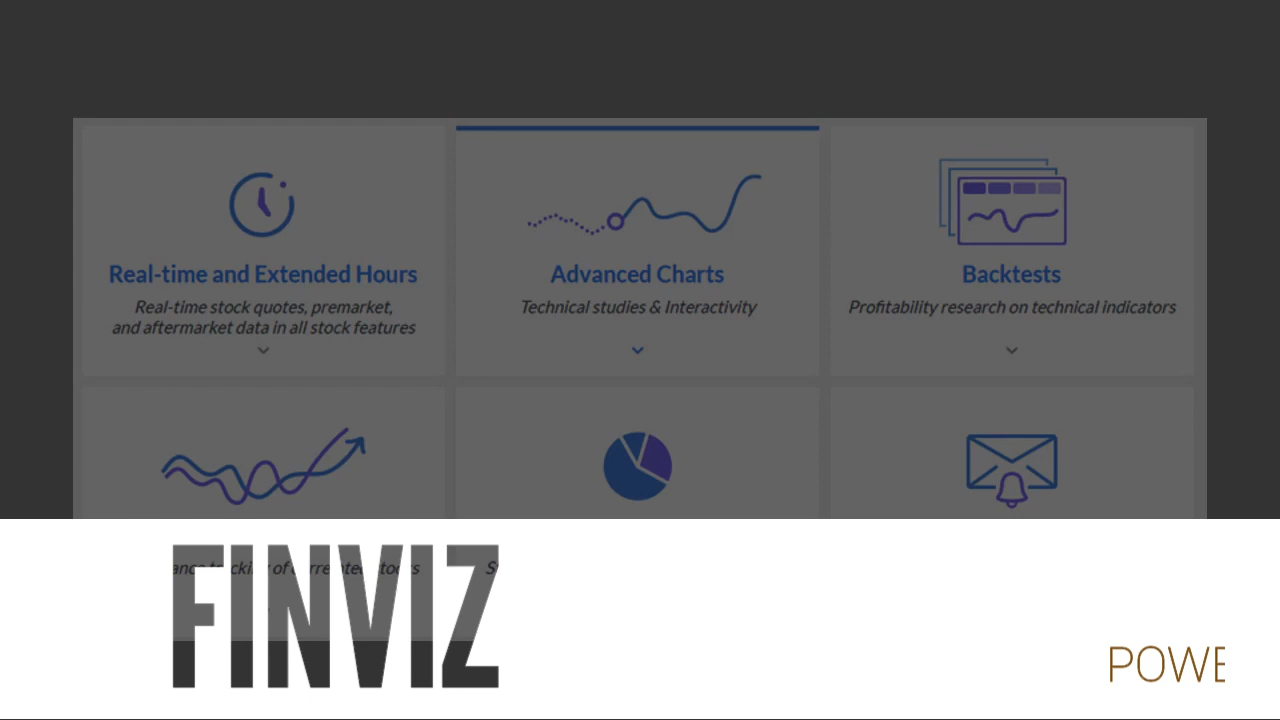 Real-time and Extended Hours
Real-time stock quotes, premarket,
and aftermarket data in all stock features
Advanced Charts
Technical studies & Interactivity
Backtests
Profitability research on technical indicators
FINVIZ
POWE